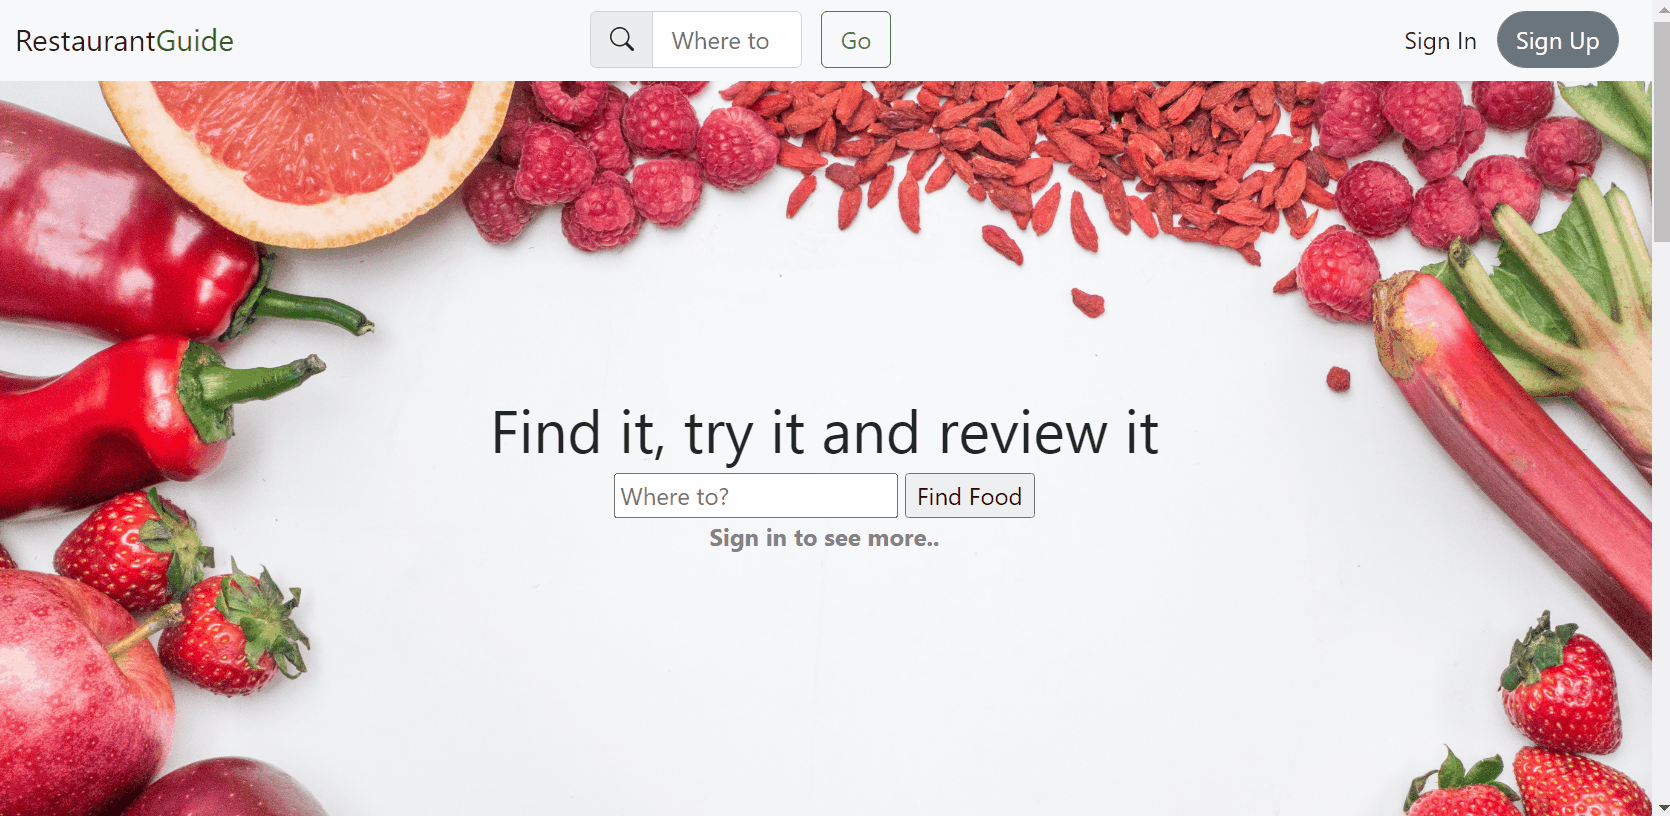 RestaurantGuide
Where to
Go
Sign In
Sign Up
Find it, try it and review it
Where to?
Find Food
Sign in to see more..